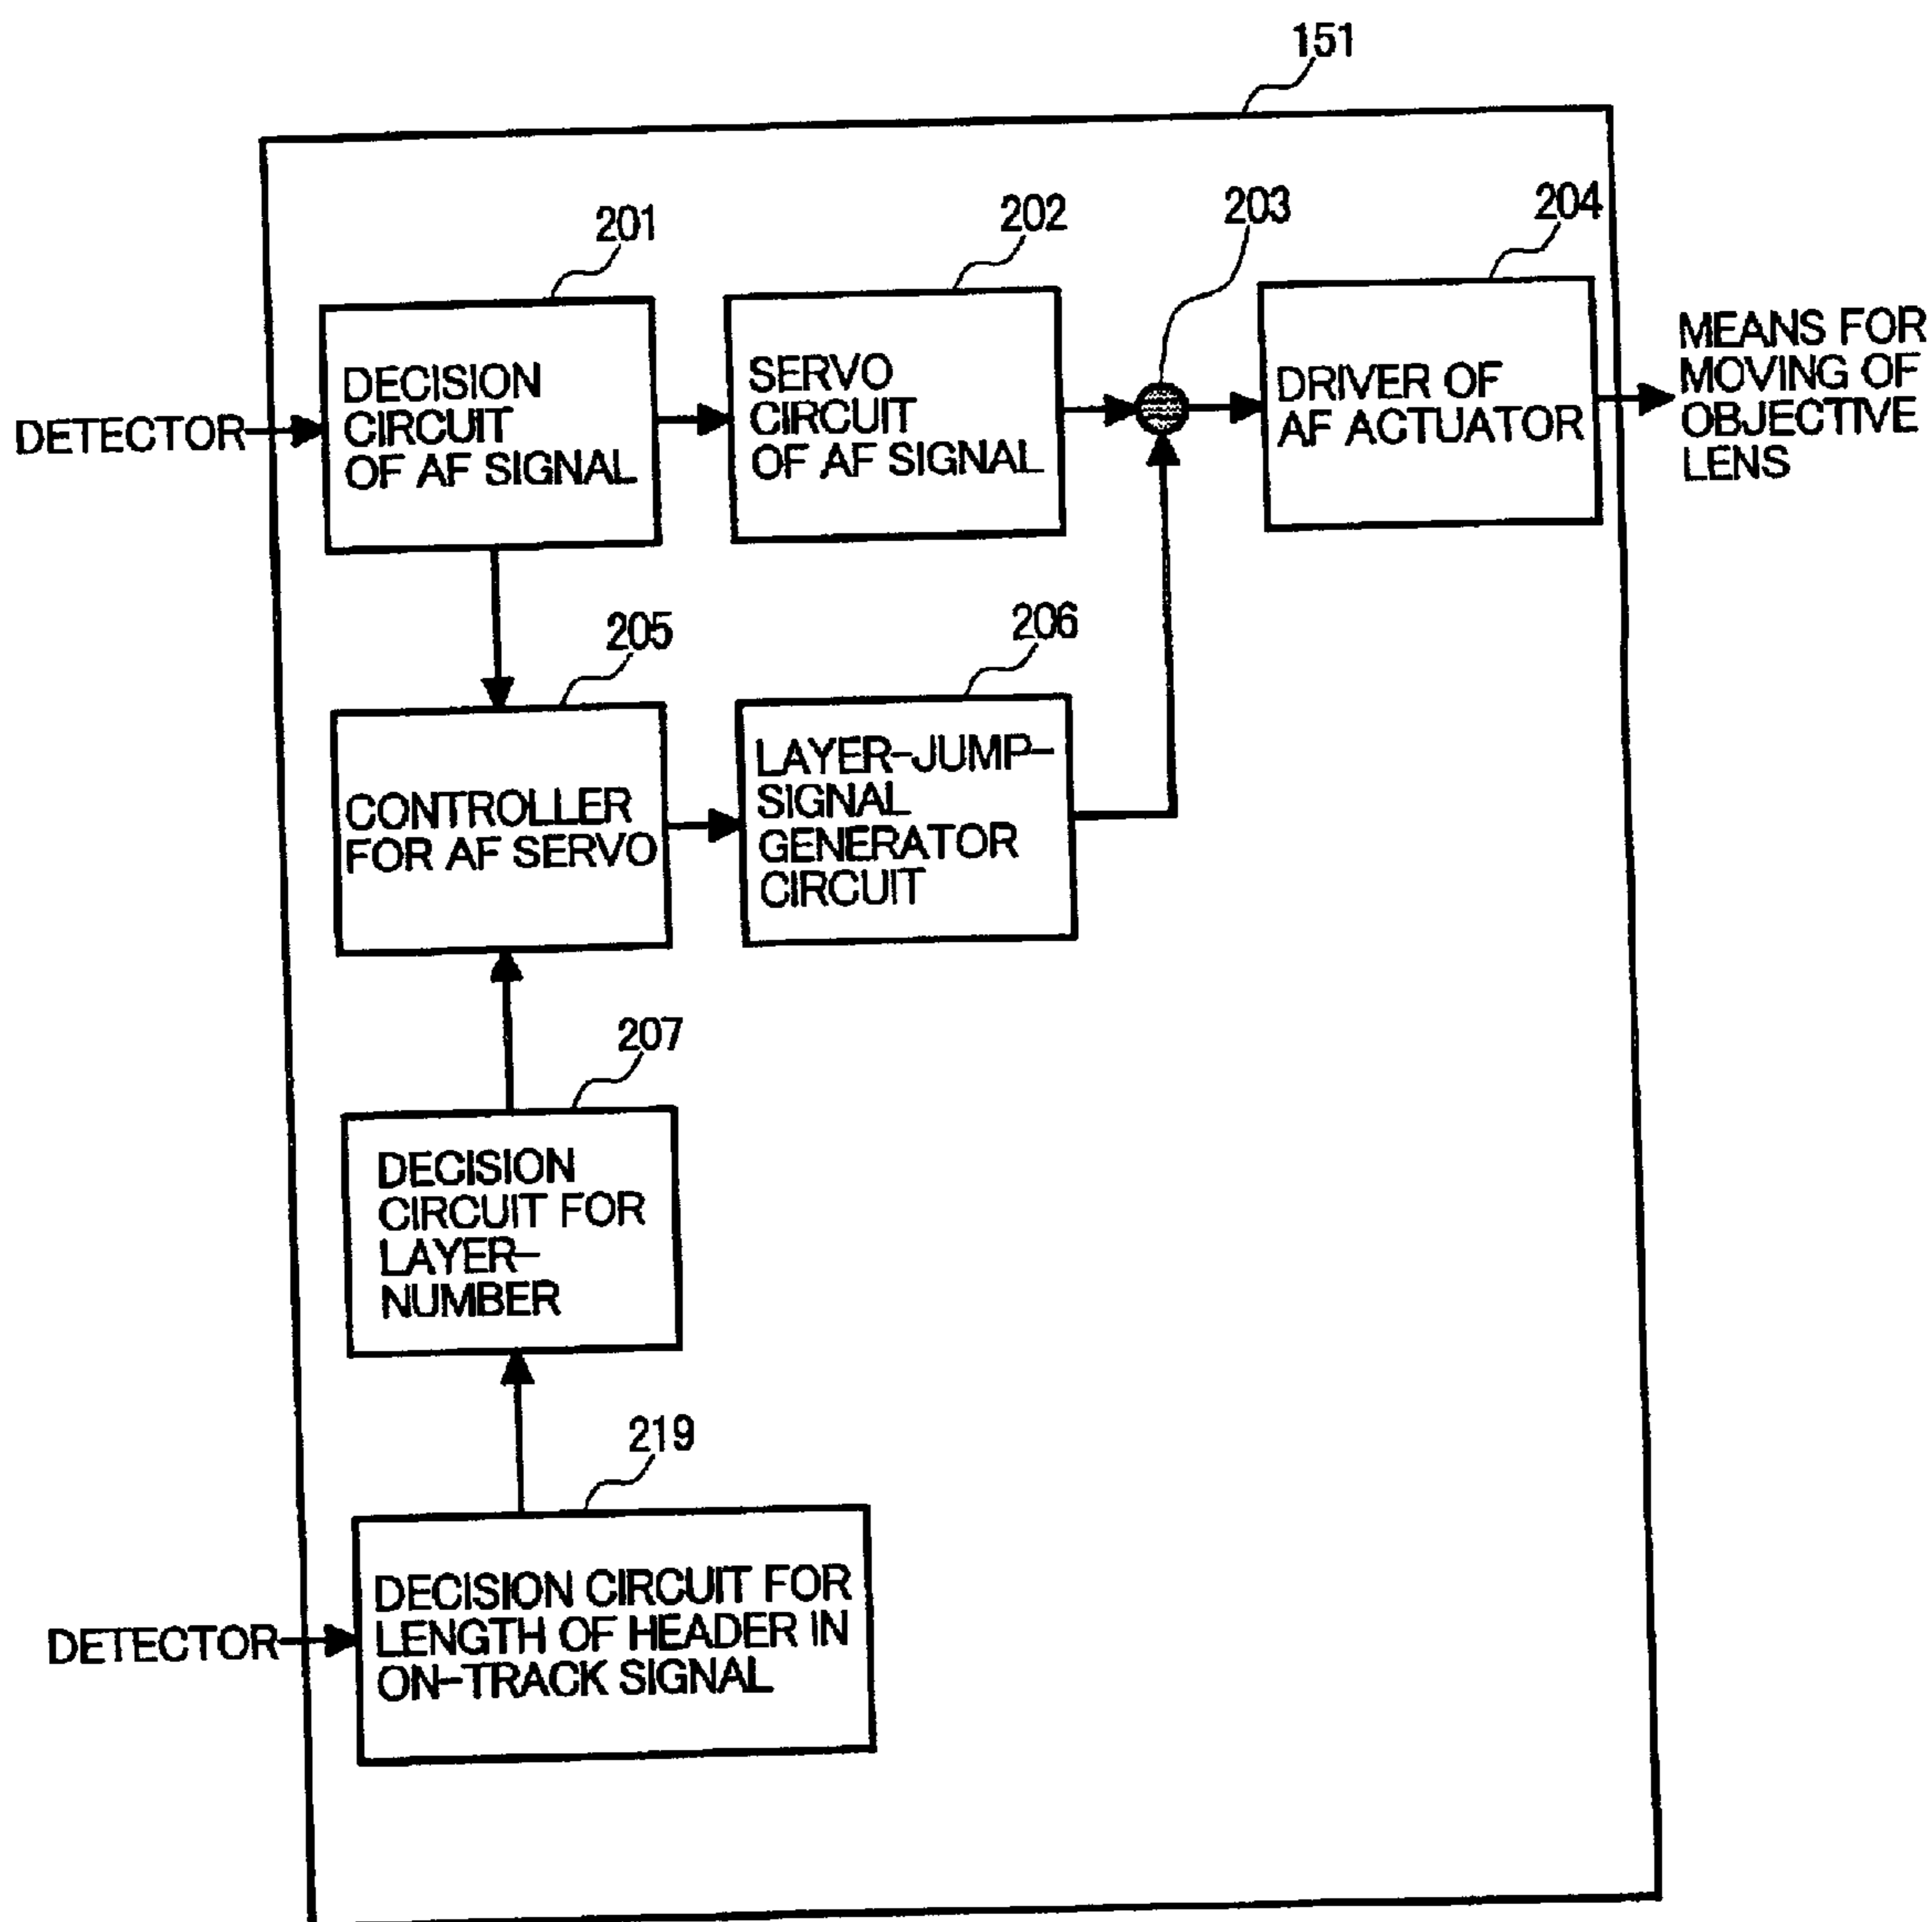 151
201
202
203
204
DETECTOR
DECISION
CIRCUIT
OF AF SIGNAL
SERVO
CIRCUIT
OF AF SIGNAL
DRIVER OF
AF ACTUATOR
MEANS FOR
MOVING OF
OBJECTIVE
LENS
205
206
CONTROLLER
FOR AF SERVO
LAYER-JUMP-
SIGNAL
GENERATOR
CIRCUIT
207
DECISION
CIRCUIT FOR
LAYER-
NUMBER
219
DETECTOR
DECISION CIRCUIT FOR
LENGTH OF HEADER IN
ON-TRACK SIGNAL